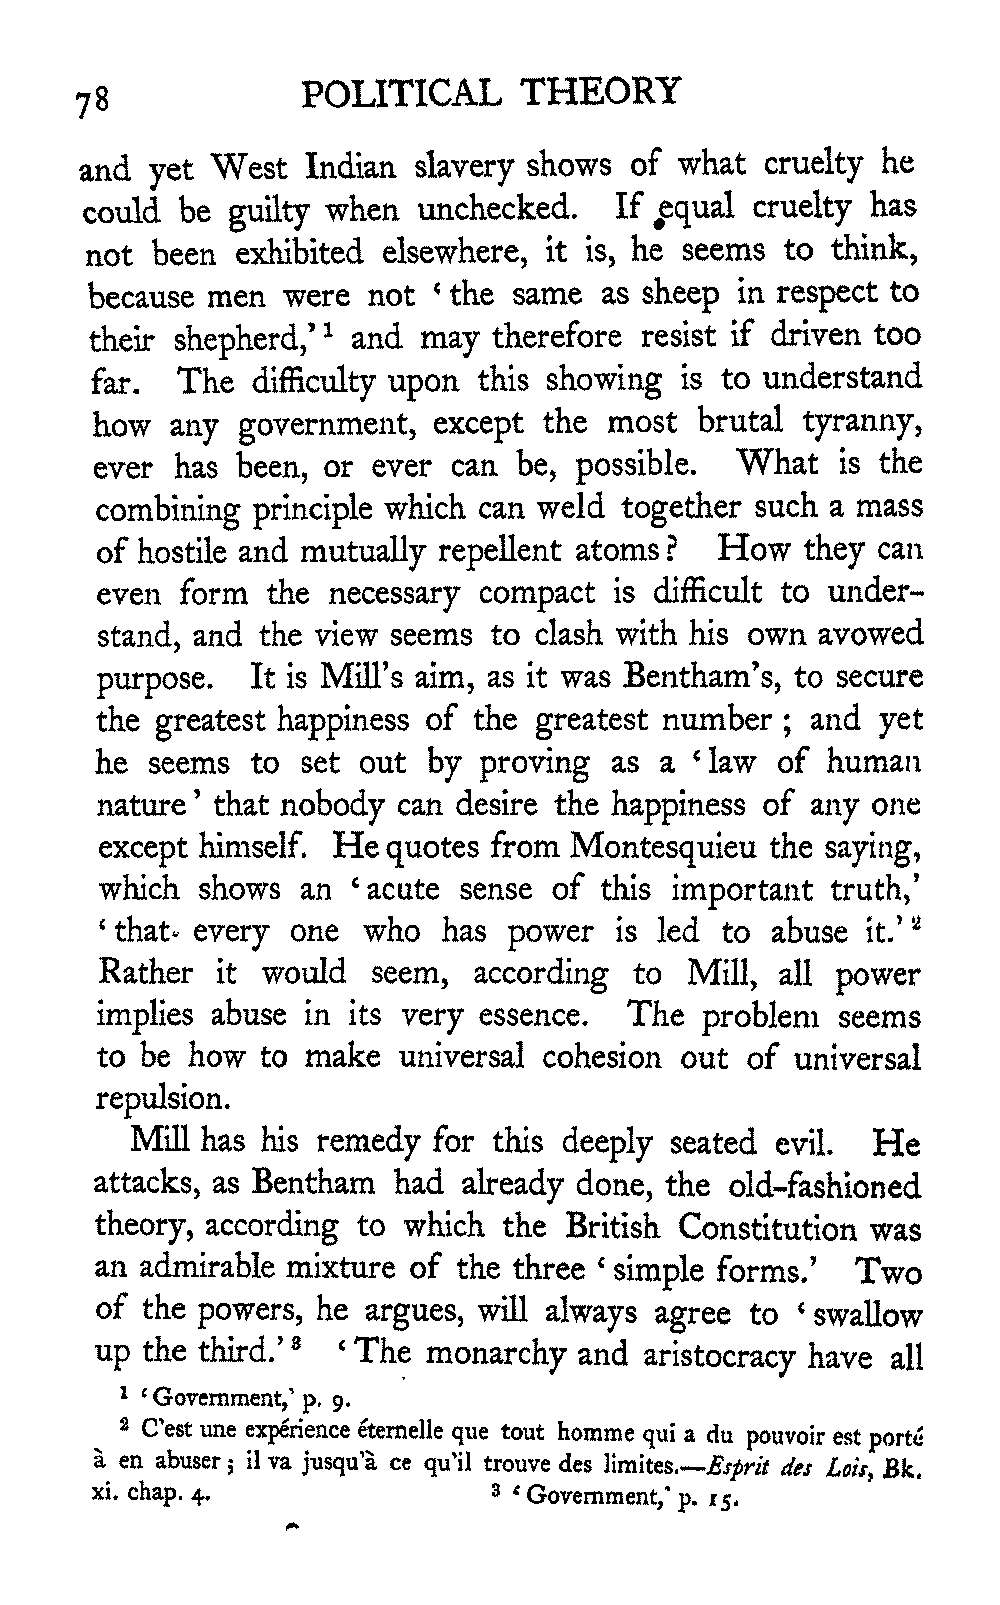 78 POLITICAL THEORY
and yet West Indian slavery shows of what cruelty he
could be guilty when unchecked. If equal cruelty has
not been exhibited elsewhere, it is, he seems to think,
because men were not ‘the same as sheep in respect to
their shepherd,’¹ and may therefore resist if driven too
far. The difficulty upon this showing is to understand
how any government, except the most brutal tyranny,
ever has been, or ever can be, possible. What is the
combining principle which can weld together such a mass
of hostile and mutually repellent atoms? How they can
even form the necessary compact is difficult to under-
stand, and the view seems to clash with his own avowed
purpose. It is Mill’s aim, as it was Bentham’s, to secure
the greatest happiness of the greatest number; and yet
he seems to set out by proving as a ‘law of human
nature’ that nobody can desire the happiness of any one
except himself. He quotes from Montesquieu the saying,
which shows an ‘acute sense of this important truth,’
‘that every one who has power is led to abuse it.’²
Rather it would seem, according to Mill, all power
implies abuse in its very essence. The problem seems
to be how to make universal cohesion out of universal
repulsion.
Mill has his remedy for this deeply seated evil. He
attacks, as Bentham had already done, the old-fashioned
theory, according to which the British Constitution was
an admirable mixture of the three ‘simple forms.’ Two
of the powers, he argues, will always agree to ‘swallow
up the third.’³ ‘The monarchy and aristocracy have all
¹ ‘Government,’ p. 9.
² C’est une expérience éternelle que tout homme qui a du pouvoir est porté
à en abuser; il va jusqu’à ce qu’il trouve des limites.—Esprit des Lois, Bk.
xi. chap. 4. ³ ‘Government,’ p. 15.